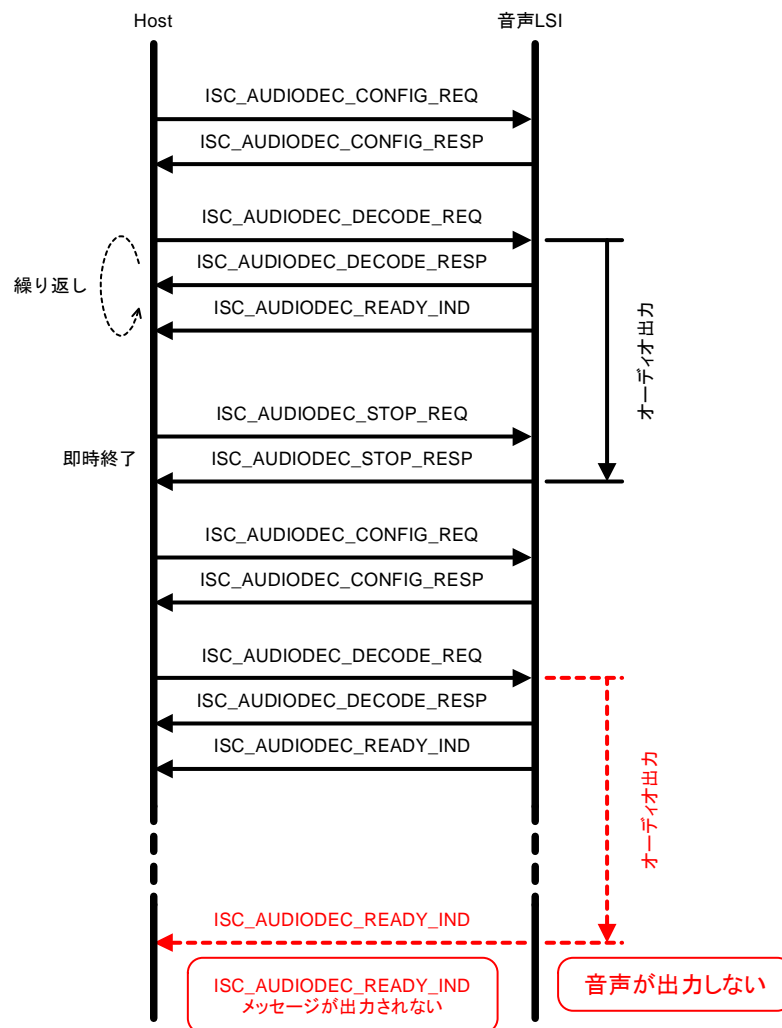 Host
音声LSI
ISC_AUDIODEC_CONFIG_REQ
ISC_AUDIODEC_CONFIG_RESP
ISC_AUDIODEC_DECODE_REQ
ISC_AUDIODEC_DECODE_RESP
繰り返し
ISC_AUDIODEC_READY_IND
オーディオ出力
ISC_AUDIODEC_STOP_REQ
即時終了
ISC_AUDIODEC_STOP_RESP
ISC_AUDIODEC_CONFIG_REQ
ISC_AUDIODEC_CONFIG_RESP
ISC_AUDIODEC_DECODE_REQ
ISC_AUDIODEC_DECODE_RESP
ISC_AUDIODEC_READY_IND
オーディオ出力
ISC_AUDIODEC_READY_IND
ISC_AUDIODEC_READY_IND
メッセージが出力されない
音声が出力しない